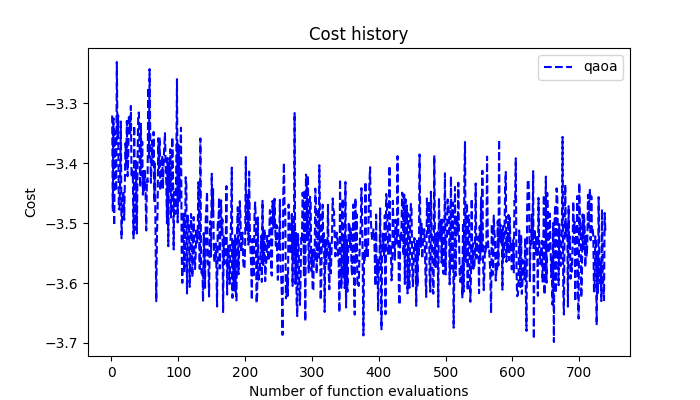 Cost history
qaoa
Cost
−3.3
−3.4
−3.5
−3.6
−3.7
0 100 200 300 400 500 600 700
Number of function evaluations